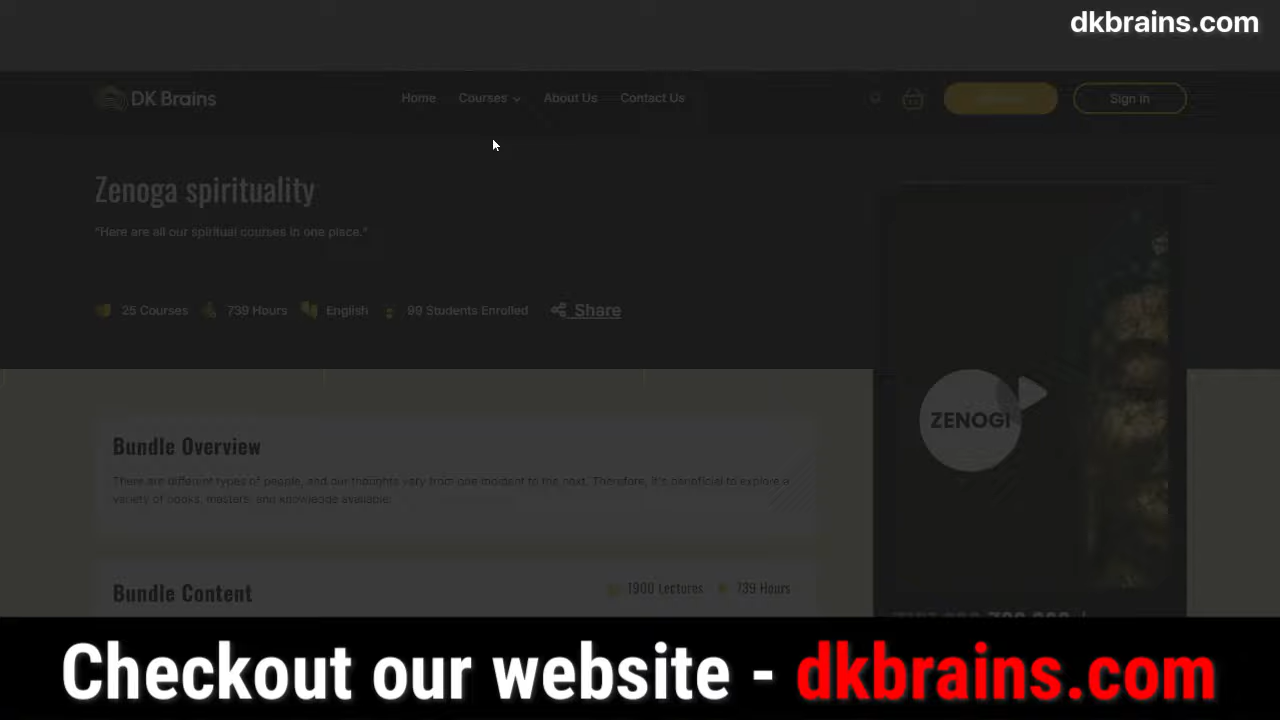 dkbrains.com
DK Brains
Home Courses About Us Contact Us
Sign In
Zenoga spirituality
"Here are all our spiritual courses in one place."
25 Courses 739 Hours English 99 Students Enrolled Share
ZENOGI
Bundle Overview
There are different types of people, and our thoughts vary from one moment to the next. Therefore, it's beneficial to explore a
variety of books, masters, and knowledge available.
Bundle Content
1900 Lectures 739 Hours
Checkout our website - dkbrains.com